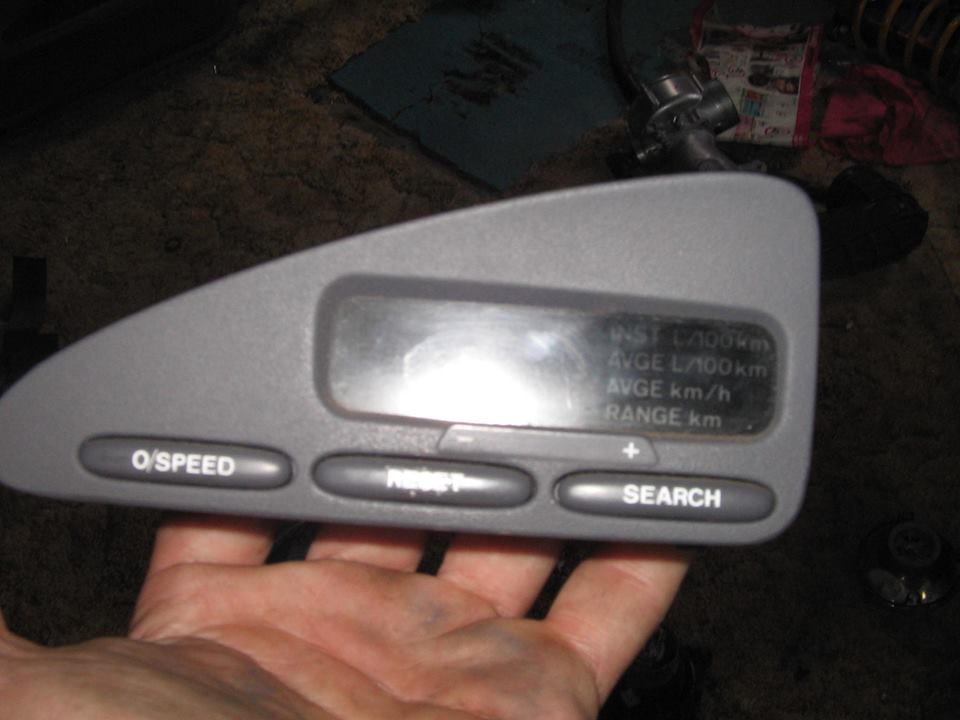 INST L/100km
AVGE L/100km
AVGE km/h
RANGE km
- +
O/SPEED RESET SEARCH